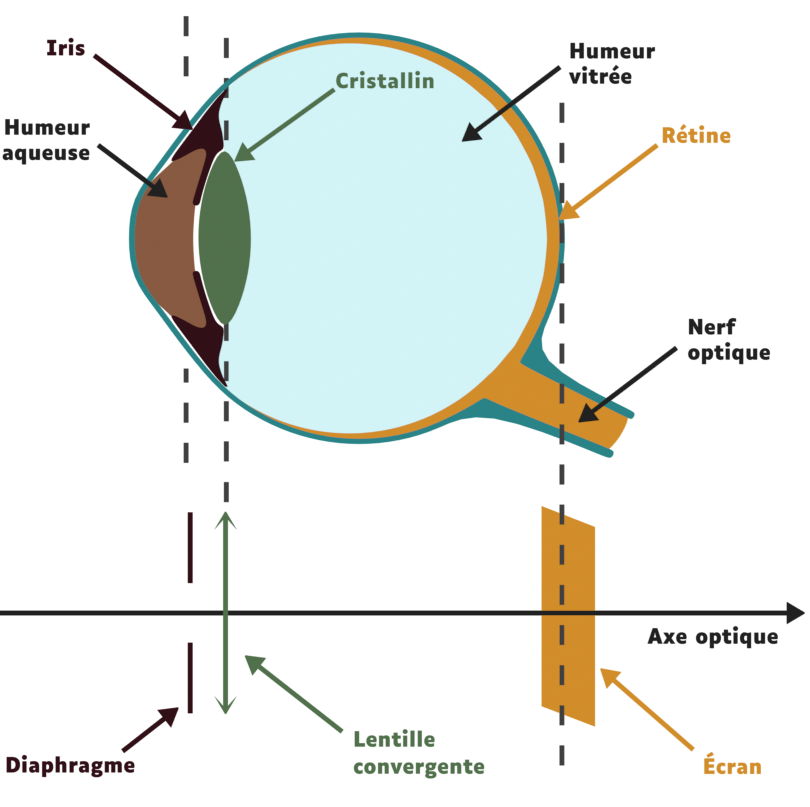 Iris
Humeur
vitrée
Cristallin
Humeur
aqueuse
Rétine
Nerf
optique
Axe optique
Lentille
convergente
Diaphragme
Écran